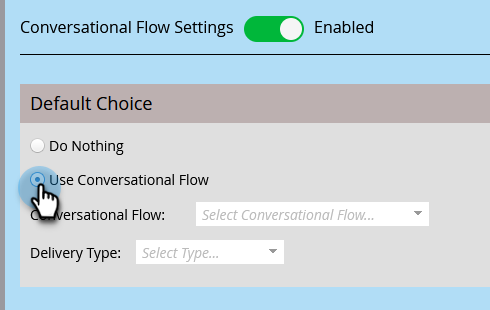 Conversational Flow Settings Enabled
Default Choice
Do Nothing
Use Conversational Flow
Conversational Flow: Select Conversational Flow...
Delivery Type: Select Type...